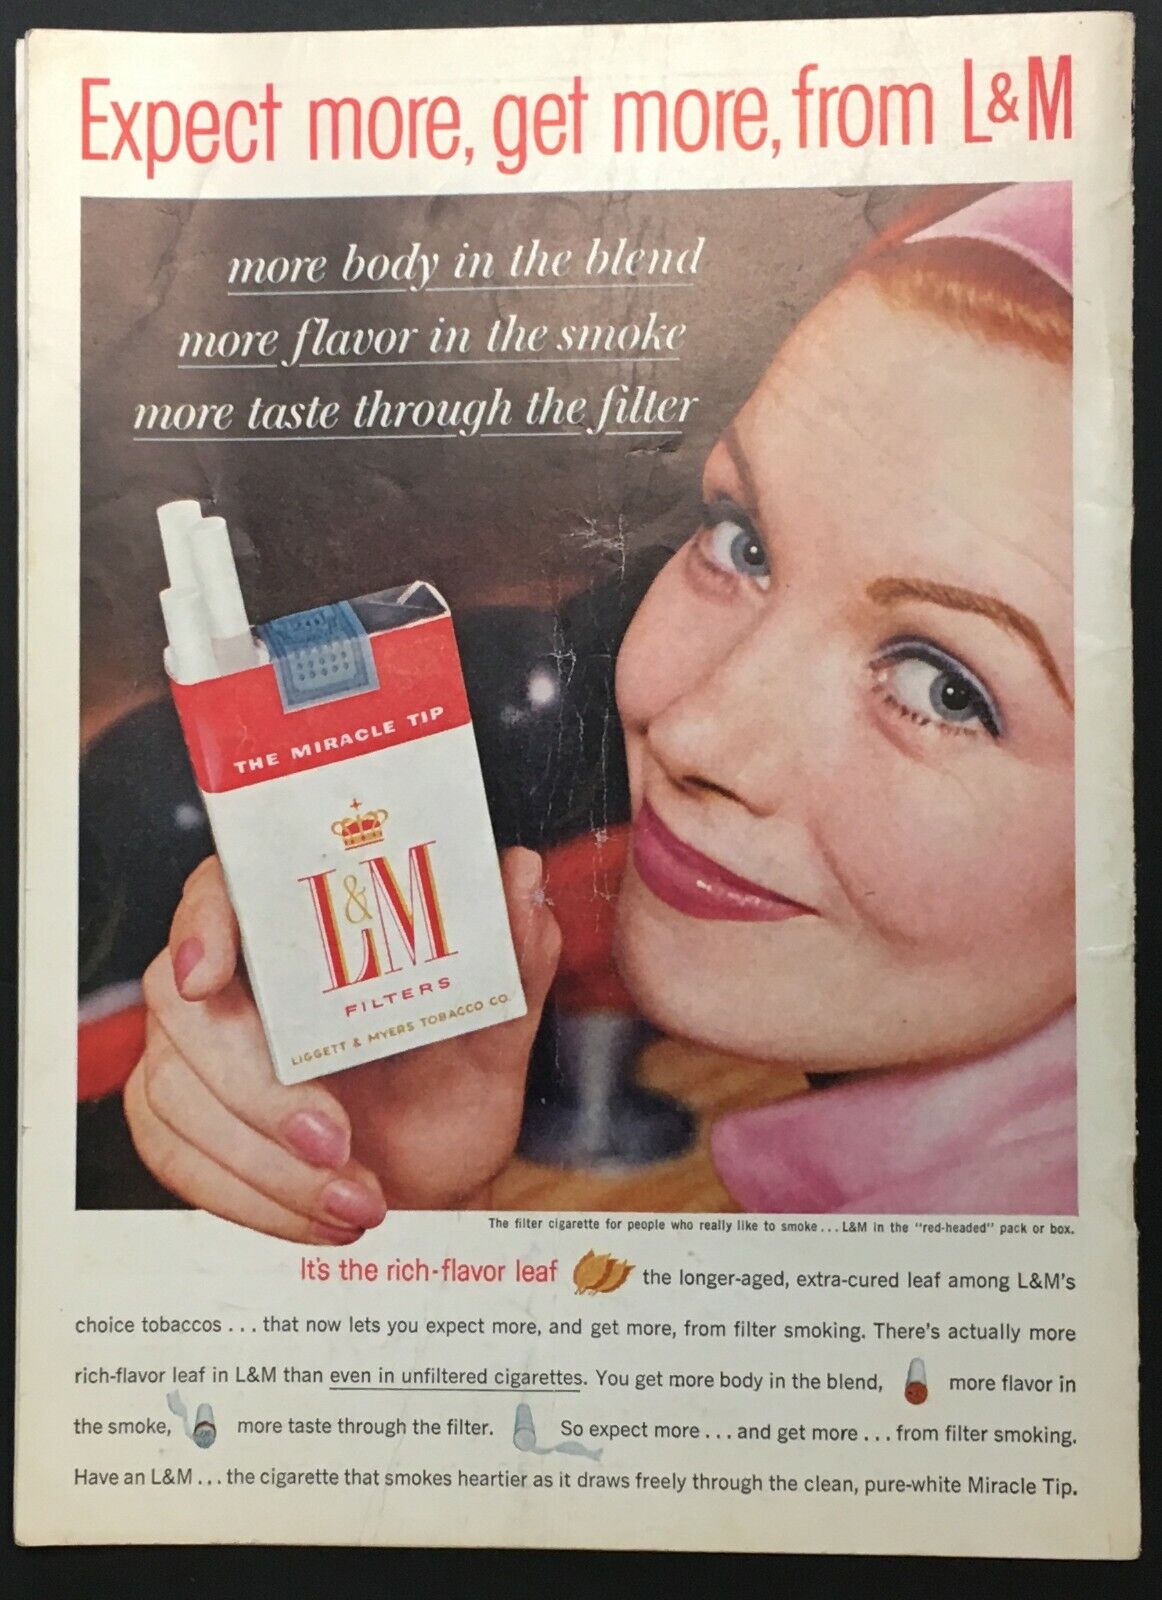 Expect more, get more, from L&M
more body in the blend
more flavor in the smoke
more taste through the filter
THE MIRACLE TIP
L&M
FILTERS
LIGGETT & MYERS TOBACCO CO.
The filter cigarette for people who really like to smoke...L&M in the "red-headed" pack or box.
It's the rich-flavor leaf the longer-aged, extra-cured leaf among L&M's
choice tobaccos...that now lets you expect more, and get more, from filter smoking. There's actually more
rich-flavor leaf in L&M than even in unfiltered cigarettes. You get more body in the blend, more flavor in
the smoke, more taste through the filter. So expect more...and get more...from filter smoking.
Have an L&M...the cigarette that smokes heartier as it draws freely through the clean, pure-white Miracle Tip.